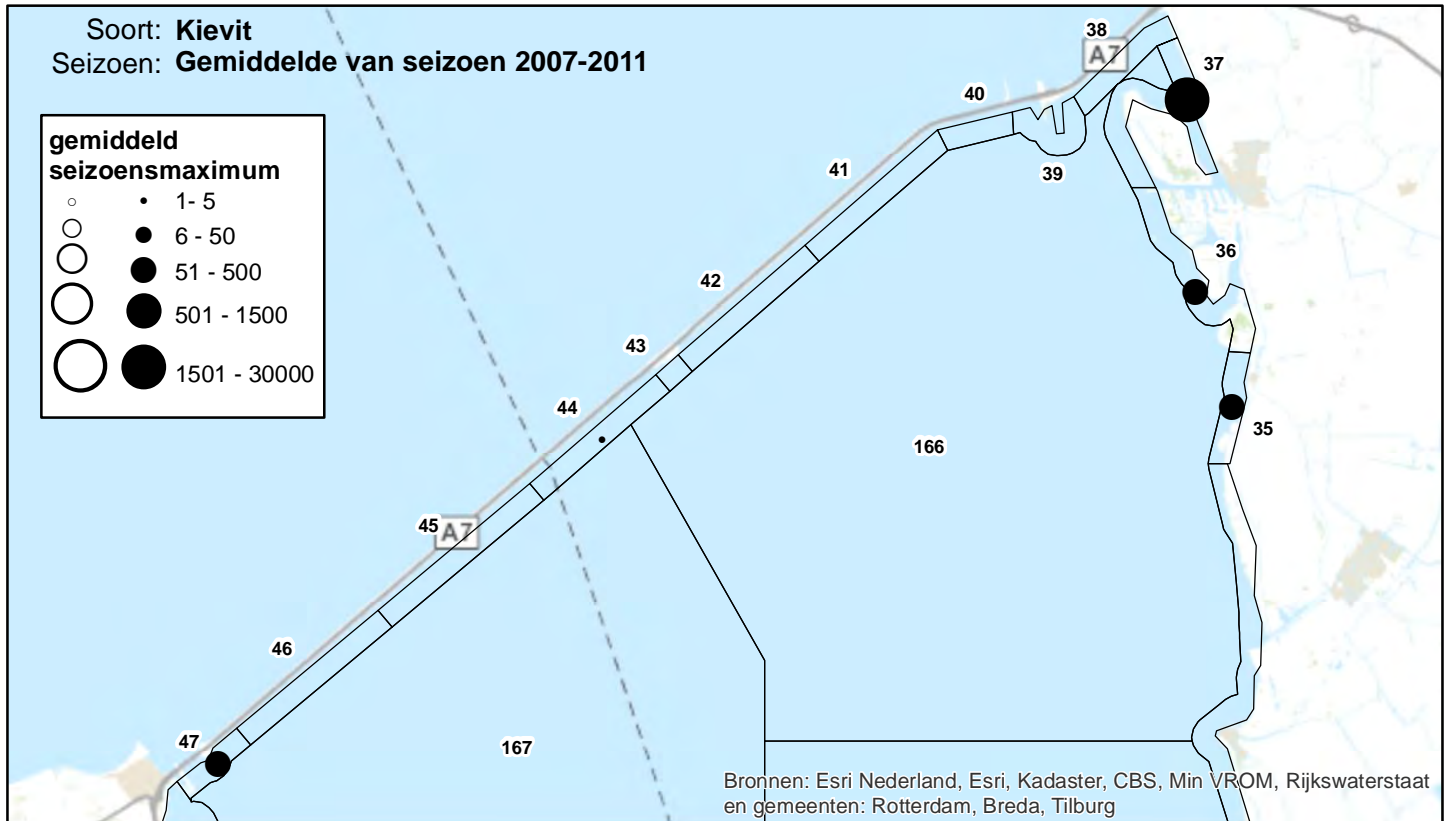 Soort: Kievit
Seizoen: Gemiddelde van seizoen 2007-2011
gemiddeld
seizoensmaximum
1- 5
6 - 50
51 - 500
501 - 1500
1501 - 30000
38
A7
37
40
39
41
36
42
43
44
35
166
45
A7
46
47
167
Bronnen: Esri Nederland, Esri, Kadaster, CBS, Min VROM, Rijkswaterstaat
en gemeenten: Rotterdam, Breda, Tilburg